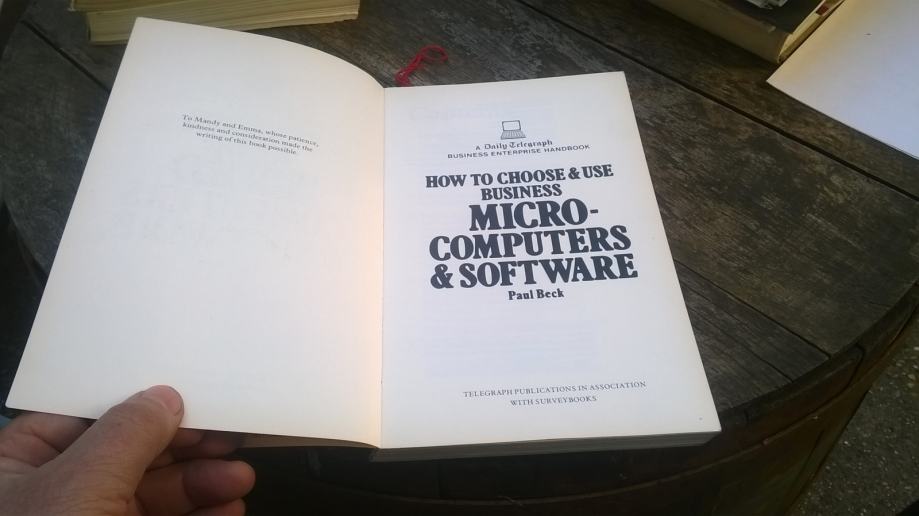 To Mandy and Emma, whose patience,
kindness and consideration made the
writing of this book possible.
A Daily Telegraph
BUSINESS ENTERPRISE HANDBOOK
HOW TO CHOOSE & USE
BUSINESS
MICRO-
COMPUTERS
& SOFTWARE
Paul Beck
TELEGRAPH PUBLICATIONS IN ASSOCIATION
WITH SURVEYBOOKS